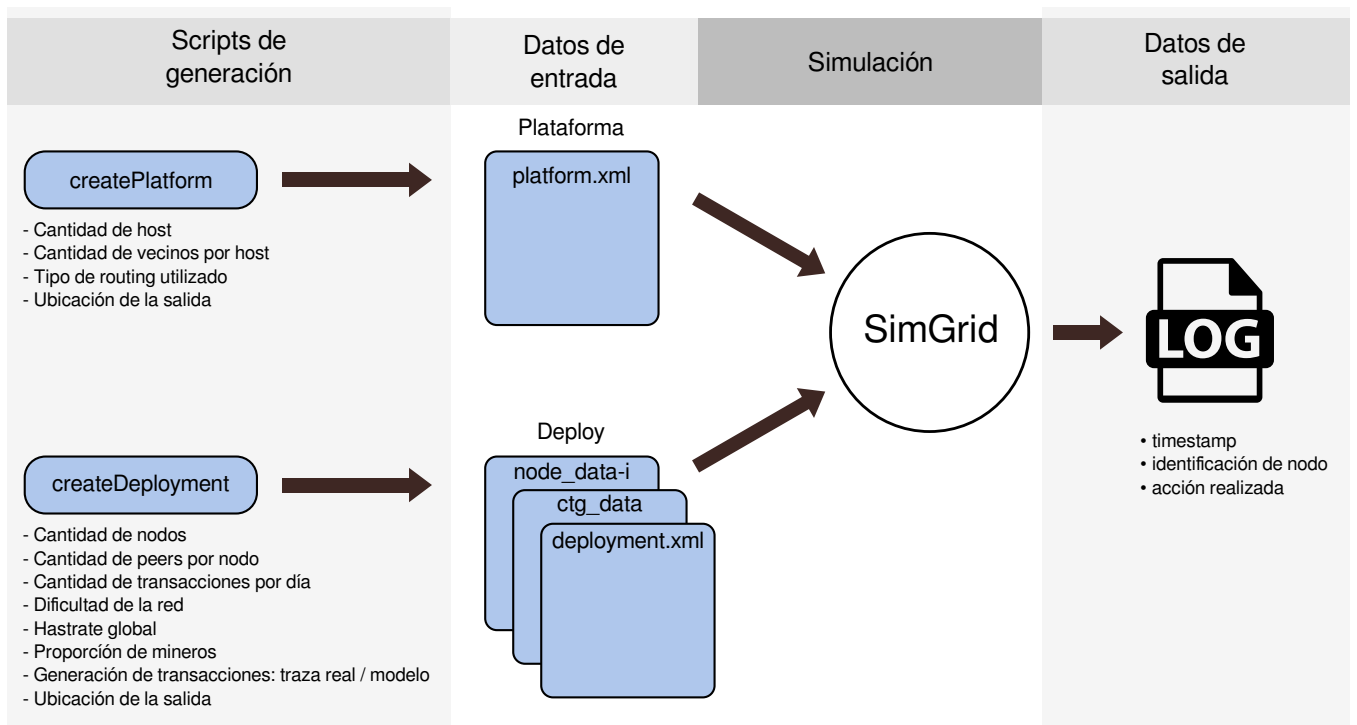 Scripts de
generación
Datos de
entrada
Simulación
Datos de
salida
createPlatform
- Cantidad de host
- Cantidad de vecinos por host
- Tipo de routing utilizado
- Ubicación de la salida
Plataforma
platform.xml
SimGrid
LOG
• timestamp
• identificación de nodo
• acción realizada
createDeployment
- Cantidad de nodos
- Cantidad de peers por nodo
- Cantidad de transacciones por día
- Dificultad de la red
- Hastrate global
- Proporcíón de mineros
- Generación de transacciones: traza real / modelo
- Ubicación de la salida
Deploy
node_data-i
ctg_data
deployment.xml